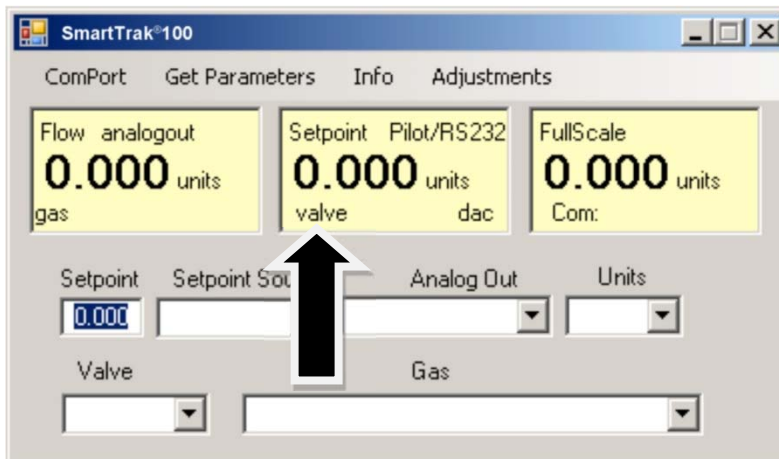 SmartTrak®100
ComPort Get Parameters Info Adjustments
Flow analogout
0.000 units
gas
Setpoint Pilot/RS232
0.000 units
valve dac
FullScale
0.000 units
Com:
Setpoint Setpoint Analog Out Units
0.000
Valve Gas